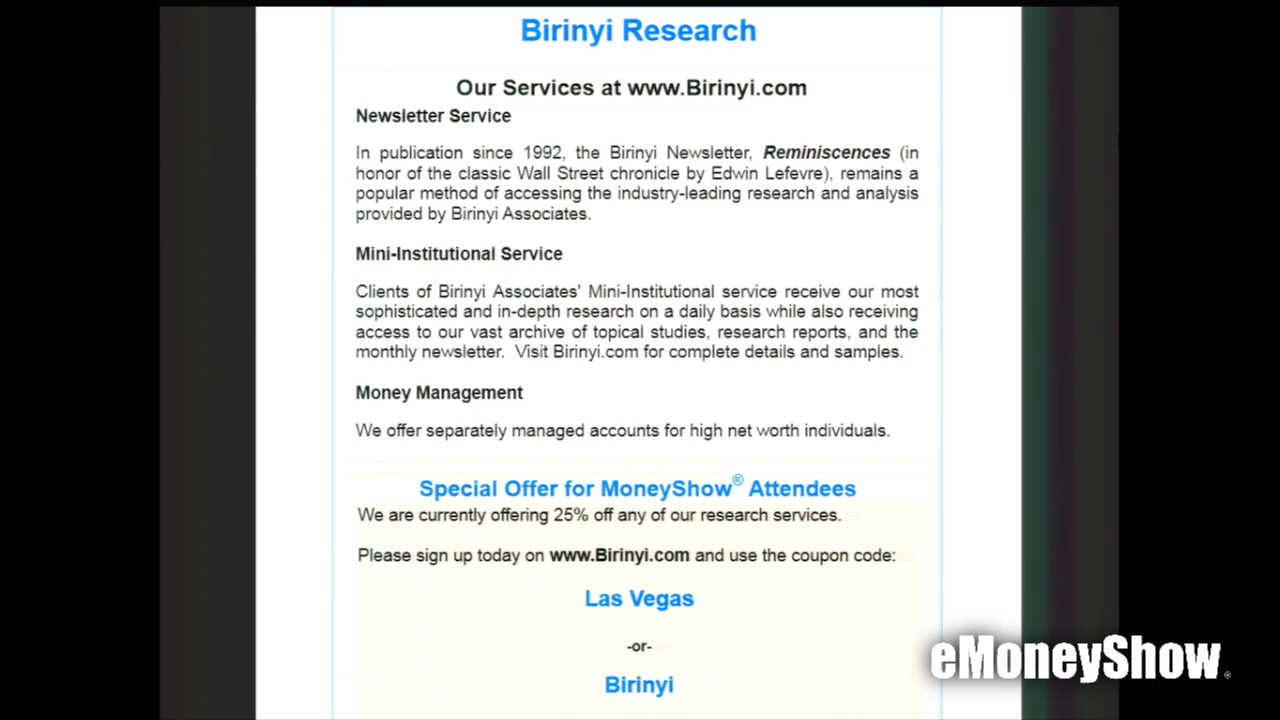 Birinyi Research
Our Services at www.Birinyi.com
Newsletter Service
In publication since 1992, the Birinyi Newsletter, Reminiscences (in
honor of the classic Wall Street chronicle by Edwin Lefevre), remains a
popular method of accessing the industry-leading research and analysis
provided by Birinyi Associates.
Mini-Institutional Service
Clients of Birinyi Associates' Mini-Institutional service receive our most
sophisticated and in-depth research on a daily basis while also receiving
access to our vast archive of topical studies, research reports, and the
monthly newsletter. Visit Birinyi.com for complete details and samples.
Money Management
We offer separately managed accounts for high net worth individuals.
Special Offer for MoneyShow® Attendees
We are currently offering 25% off any of our research services.
Please sign up today on www.Birinyi.com and use the coupon code:
Las Vegas
-or-
Birinyi
eMoneyShow®